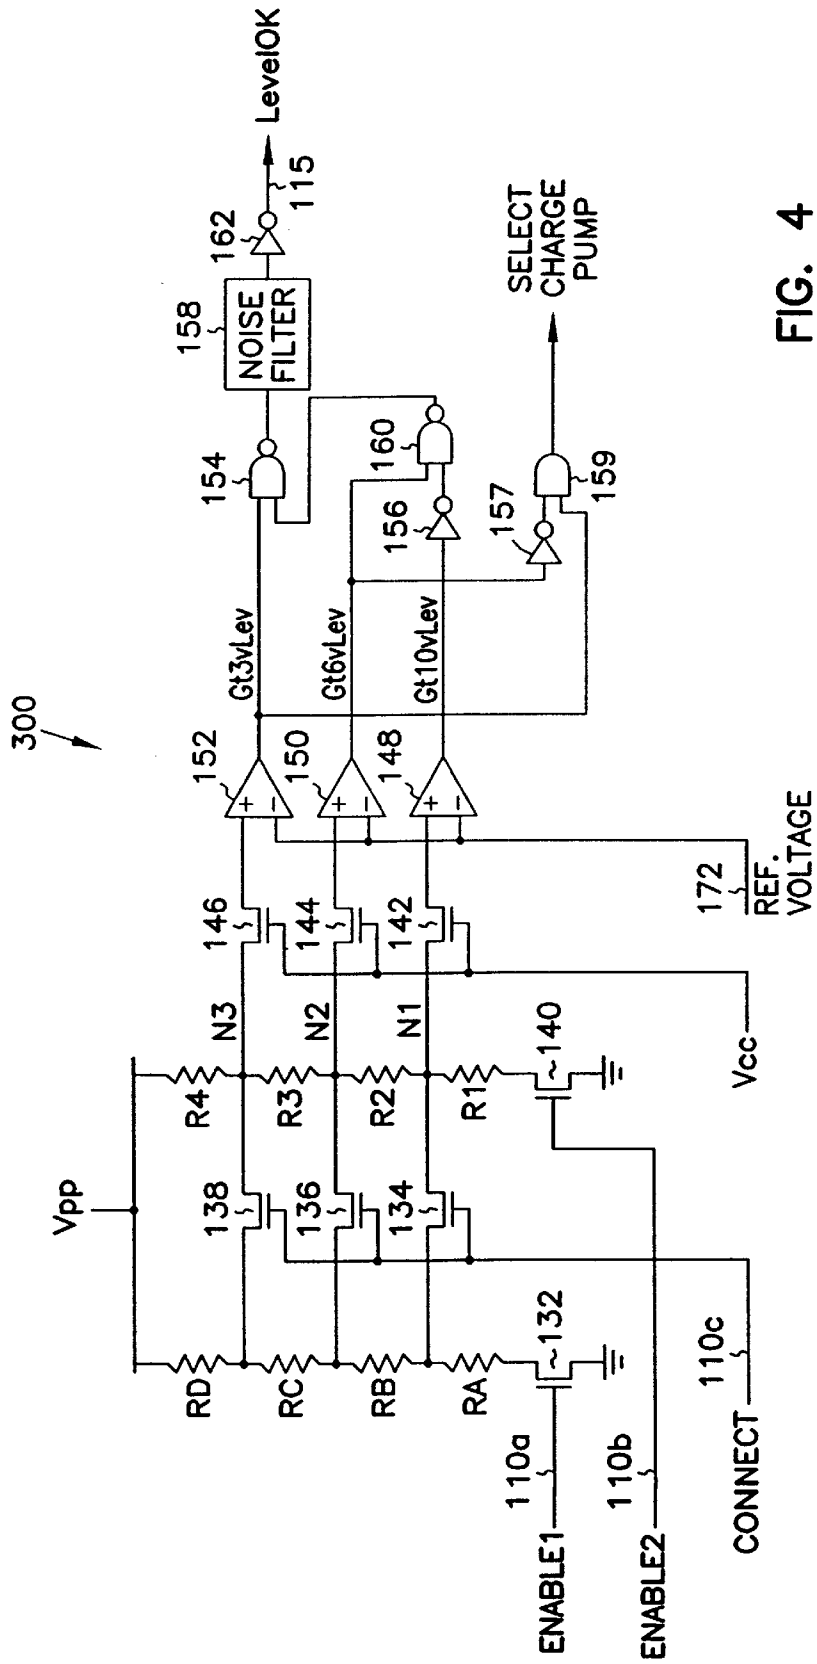 300
Vpp
RD
RC
RB
RA
138
136
134
132
R4
R3
R2
R1
140
N3
N2
N1
146
144
142
152
150
148
+
−
+
−
+
−
Gt3vLev
Gt6vLev
Gt10vLev
154
160
156
157
159
158
NOISE
FILTER
162
115
LevelOK
SELECT
CHARGE
PUMP
ENABLE1
110a
ENABLE2
110b
CONNECT
110c
Vcc
172
REF.
VOLTAGE
FIG. 4